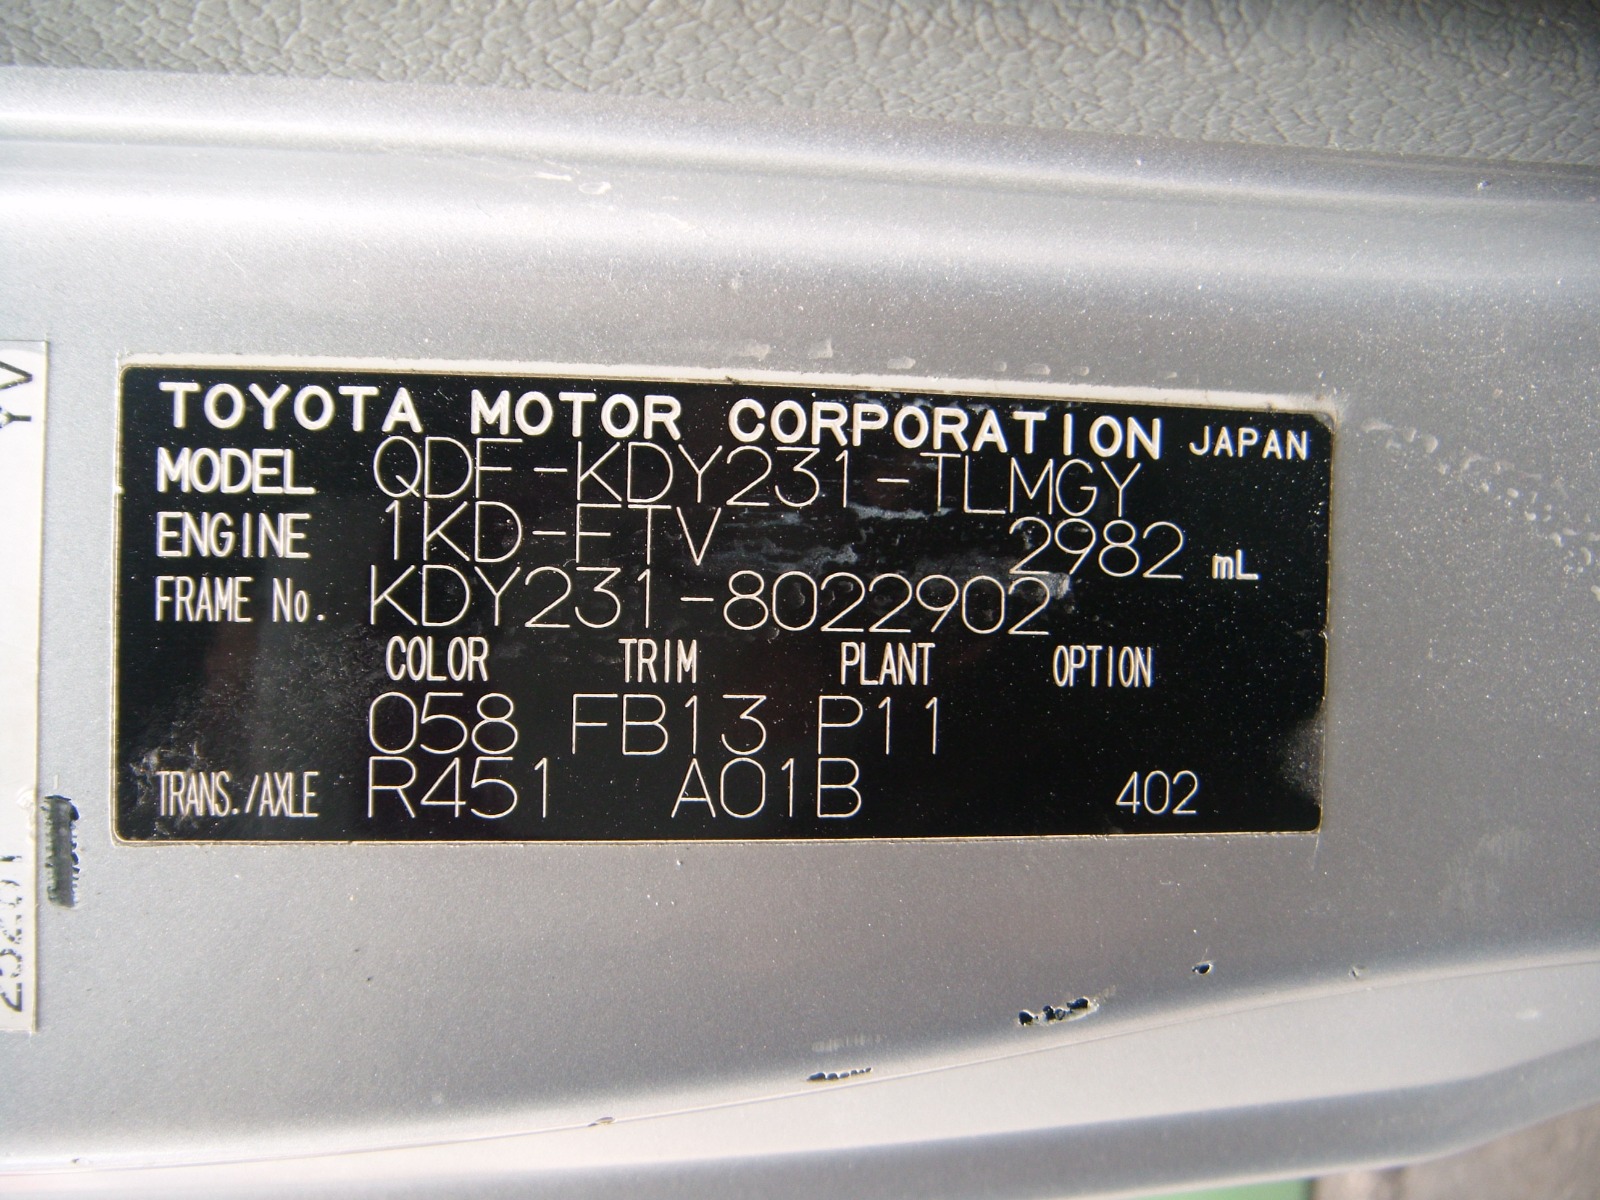 TOYOTA MOTOR CORPORATION JAPAN
MODEL QDF-KDY231-TLMGY
ENGINE 1KD-FTV 2982 mL
FRAME No. KDY231-8022902
COLOR TRIM PLANT OPTION
058 FB13 P11
TRANS./AXLE R451 A01B 402
YV